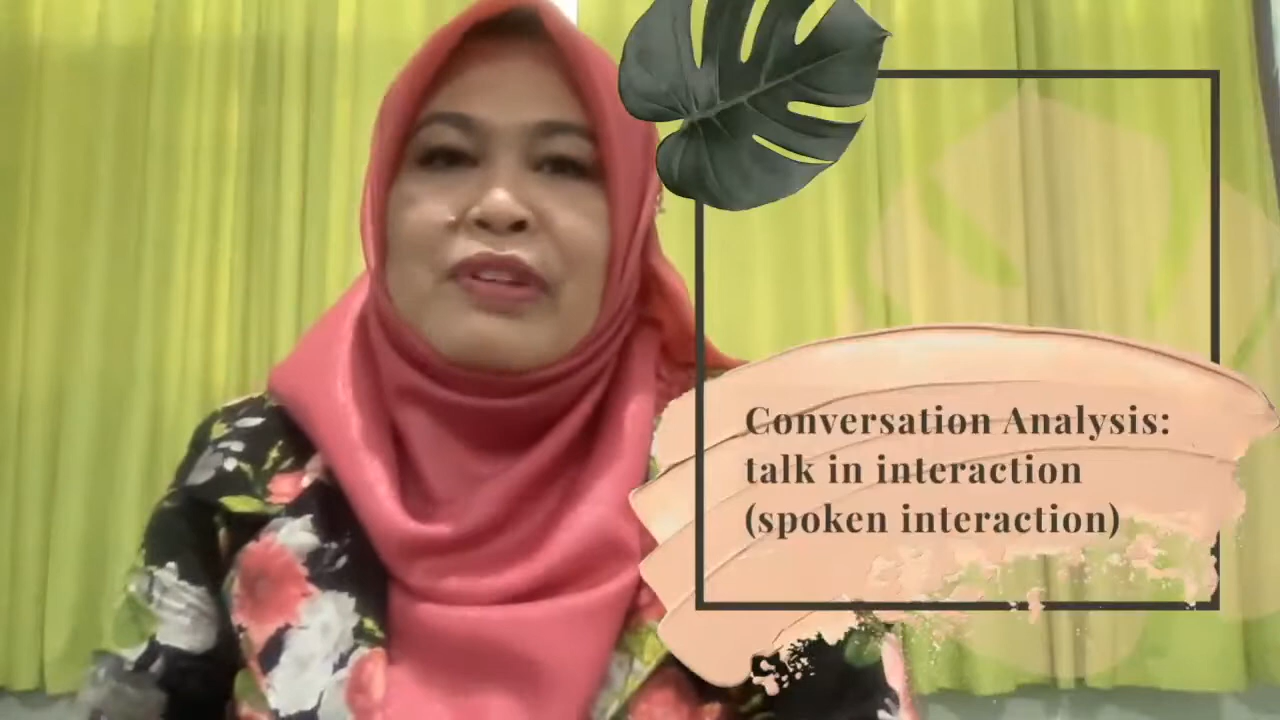 Conversation Analysis:
talk in interaction
(spoken interaction)